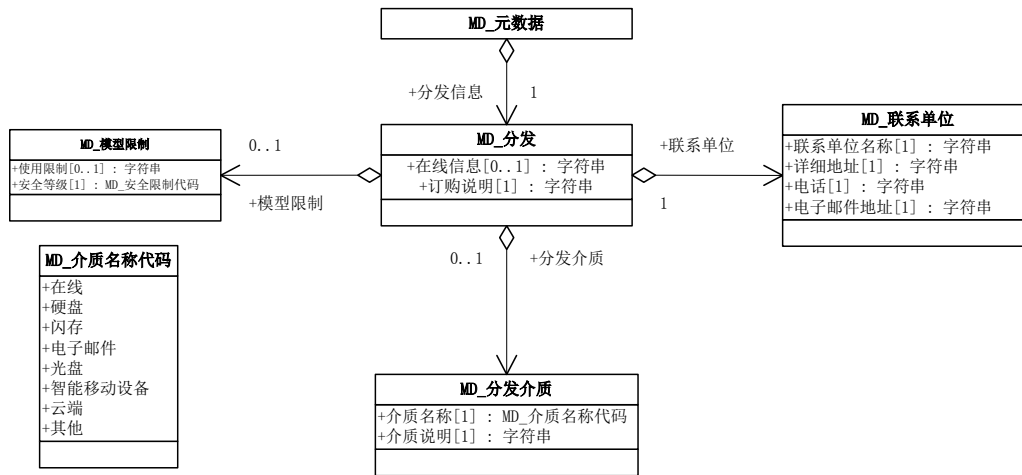 MD_元数据
+分发信息
1
MD_分发
+在线信息[0..1] : 字符串
+订购说明[1] : 字符串
0..1
+模型限制
MD_模型限制
+使用限制[0..1] : 字符串
+安全等级[1] : MD_安全限制代码
+联系单位
1
MD_联系单位
+联系单位名称[1] : 字符串
+详细地址[1] : 字符串
+电话[1] : 字符串
+电子邮件地址[1] : 字符串
0..1
+分发介质
MD_介质名称代码
+在线
+硬盘
+闪存
+电子邮件
+光盘
+智能移动设备
+云端
+其他
MD_分发介质
+介质名称[1] : MD_介质名称代码
+介质说明[1] : 字符串